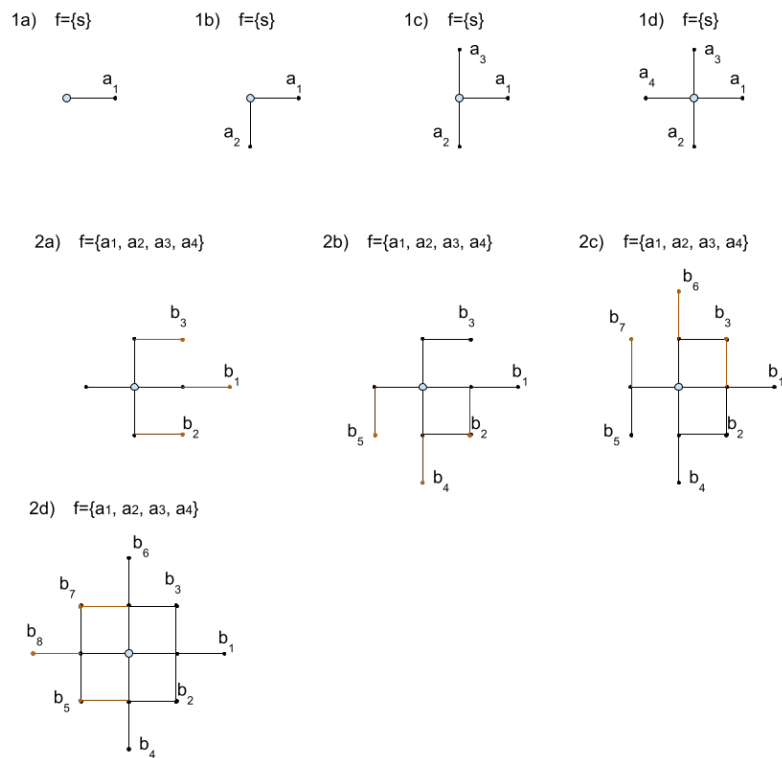 1a) f={s} 1b) f={s} 1c) f={s} 1d) f={s}
a1 a1 a2 a3 a1 a2 a3 a4 a1 a2
2a) f={a1, a2, a3, a4} 2b) f={a1, a2, a3, a4} 2c) f={a1, a2, a3, a4}
b3 b1 b2
b3 b1 b2 b5 b4
b6 b7 b3 b1 b5 b2 b4
2d) f={a1, a2, a3, a4}
b6
b7 b3
b8 b1
b5 b2
b4